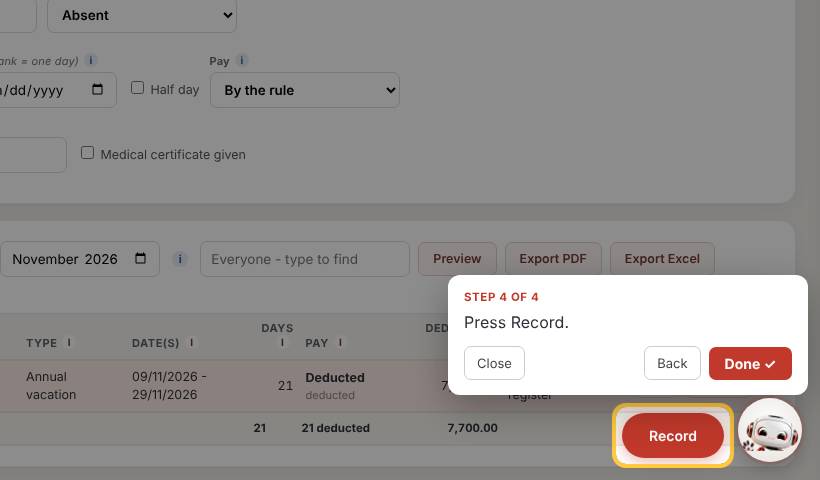 Absent
ank = one day) i
Pay i
/dd/yyyy
Half day
By the rule
Medical certificate given
November 2026
i
Everyone - type to find
Preview
Export PDF
Export Excel
STEP 4 OF 4
Press Record.
Close
Back
Done ✓
TYPE i
DATE(S) i
DAYS i
PAY i
DED
Annual vacation
09/11/2026 - 29/11/2026
21
Deducted
deducted
7
register
21
21 deducted
7,700.00
Record